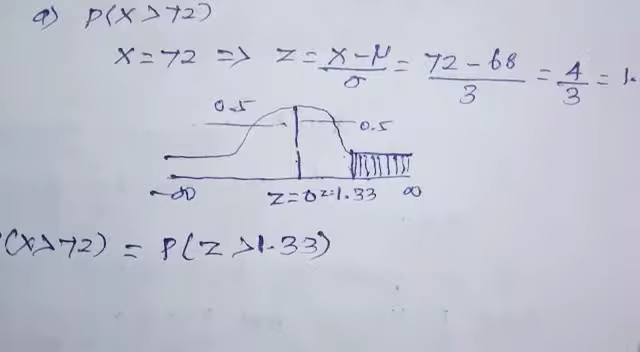 a) P(X>72)
X=72 => Z = X-μ/σ = 72-68/3 = 4/3 = 1.
0.5
0.5
-∞ Z=0 Z=1.33 ∞
P(X>72) = P(Z>1.33)